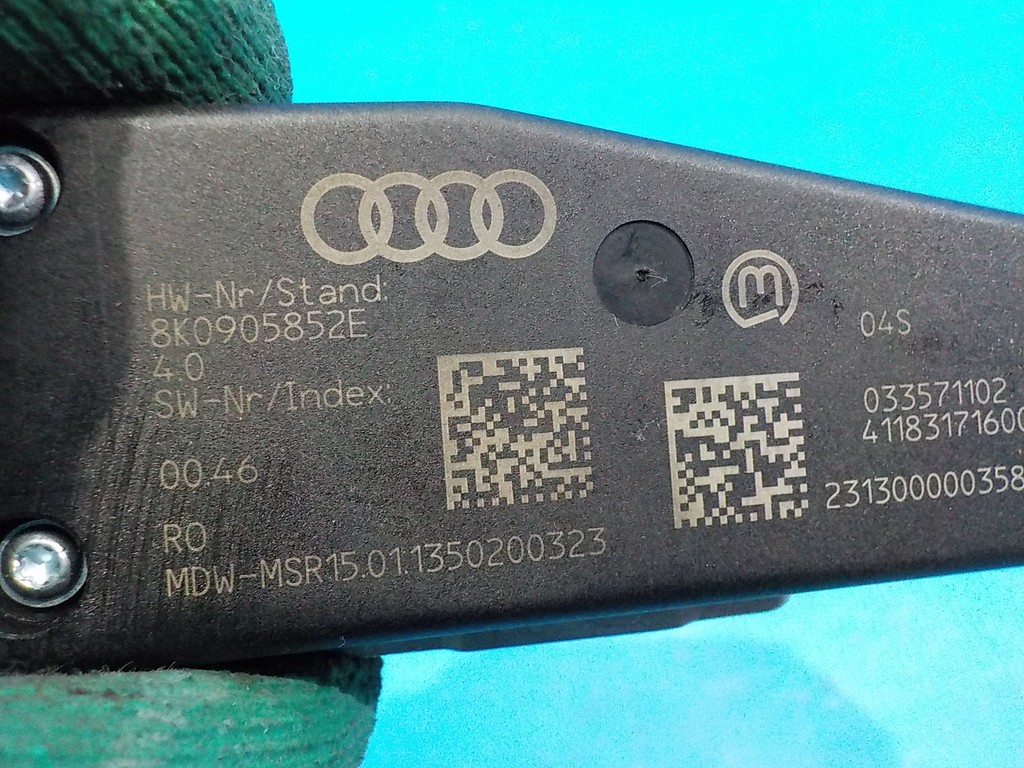 HW-Nr/Stand:
8K0905852E
4.0
SW-Nr/Index:
00.46
RO
MDW-MSR15.01.1350200323
04S
033571102
41183171600
231300000358